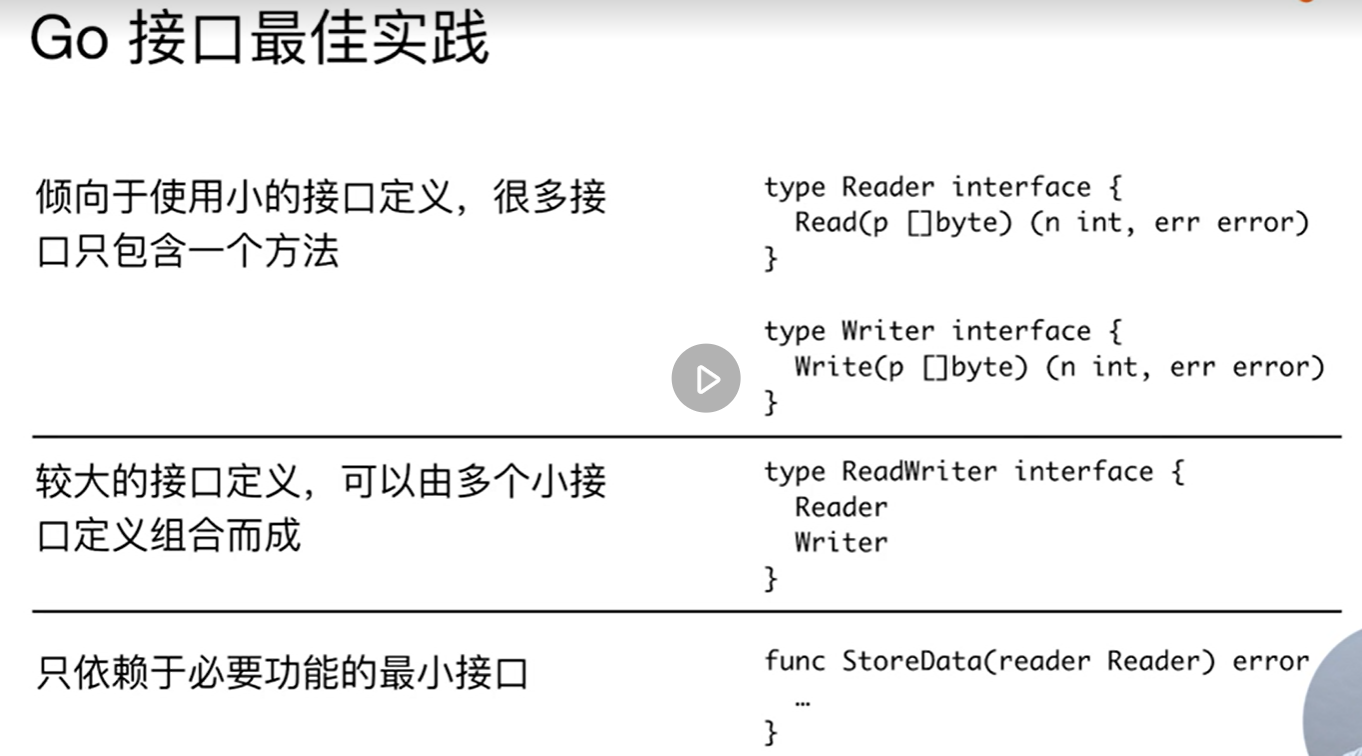 Go 接口最佳实践
倾向于使用小的接口定义，很多接
口只包含一个方法
type Reader interface {
  Read(p []byte) (n int, err error)
}
type Writer interface {
  Write(p []byte) (n int, err error)
}
较大的接口定义，可以由多个小接
口定义组合而成
type ReadWriter interface {
  Reader
  Writer
}
只依赖于必要功能的最小接口
func StoreData(reader Reader) error
  …
}